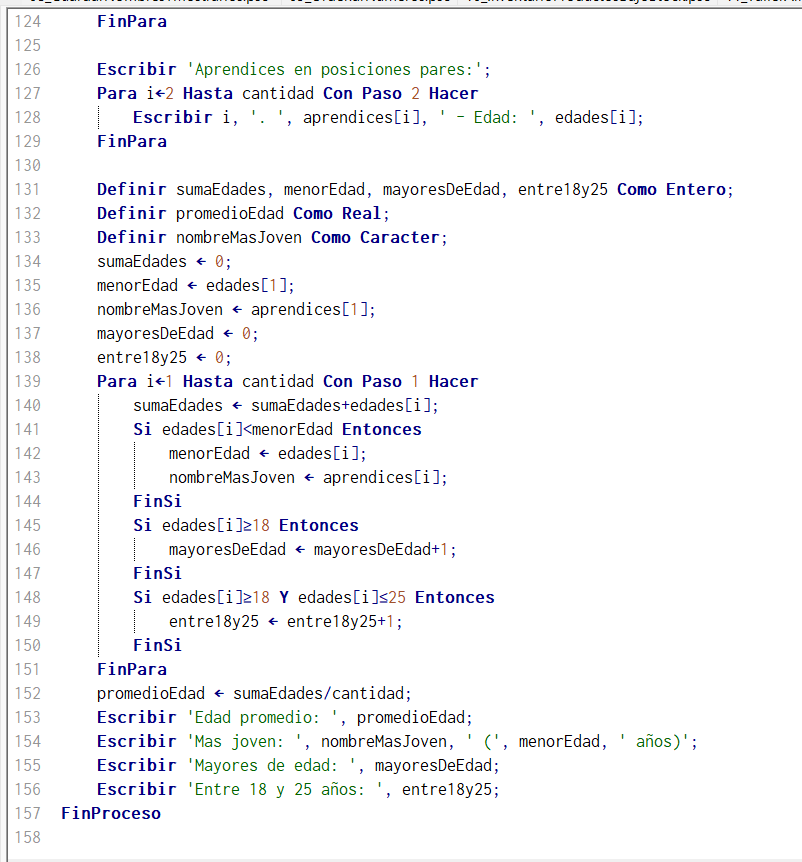 124 FinPara
125
126 Escribir 'Aprendices en posiciones pares:';
127 Para i←2 Hasta cantidad Con Paso 2 Hacer
128 Escribir i, '. ', aprendices[i], ' - Edad: ', edades[i];
129 FinPara
130
131 Definir sumaEdades, menorEdad, mayoresDeEdad, entre18y25 Como Entero;
132 Definir promedioEdad Como Real;
133 Definir nombreMasJoven Como Caracter;
134 sumaEdades ← 0;
135 menorEdad ← edades[1];
136 nombreMasJoven ← aprendices[1];
137 mayoresDeEdad ← 0;
138 entre18y25 ← 0;
139 Para i←1 Hasta cantidad Con Paso 1 Hacer
140 sumaEdades ← sumaEdades+edades[i];
141 Si edades[i]<menorEdad Entonces
142 menorEdad ← edades[i];
143 nombreMasJoven ← aprendices[i];
144 FinSi
145 Si edades[i]≥18 Entonces
146 mayoresDeEdad ← mayoresDeEdad+1;
147 FinSi
148 Si edades[i]≥18 Y edades[i]≤25 Entonces
149 entre18y25 ← entre18y25+1;
150 FinSi
151 FinPara
152 promedioEdad ← sumaEdades/cantidad;
153 Escribir 'Edad promedio: ', promedioEdad;
154 Escribir 'Mas joven: ', nombreMasJoven, ' (', menorEdad, ' años)';
155 Escribir 'Mayores de edad: ', mayoresDeEdad;
156 Escribir 'Entre 18 y 25 años: ', entre18y25;
157 FinProceso
158